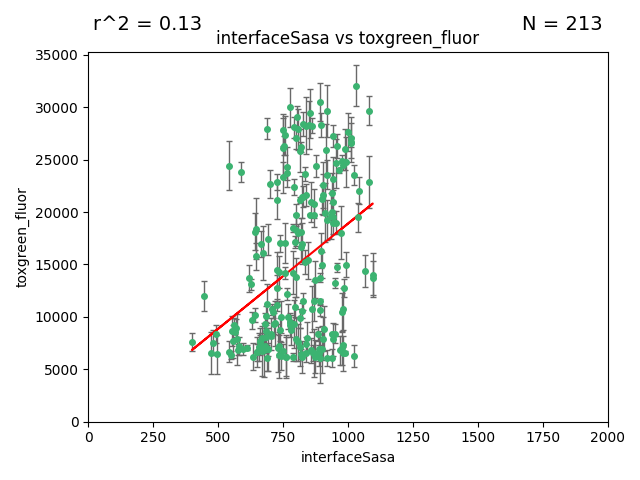 r^2 = 0.13
N = 213
interfaceSasa vs toxgreen_fluor
35000
30000
25000
20000
15000
10000
5000
0
toxgreen_fluor
0 250 500 750 1000 1250 1500 1750 2000
interfaceSasa